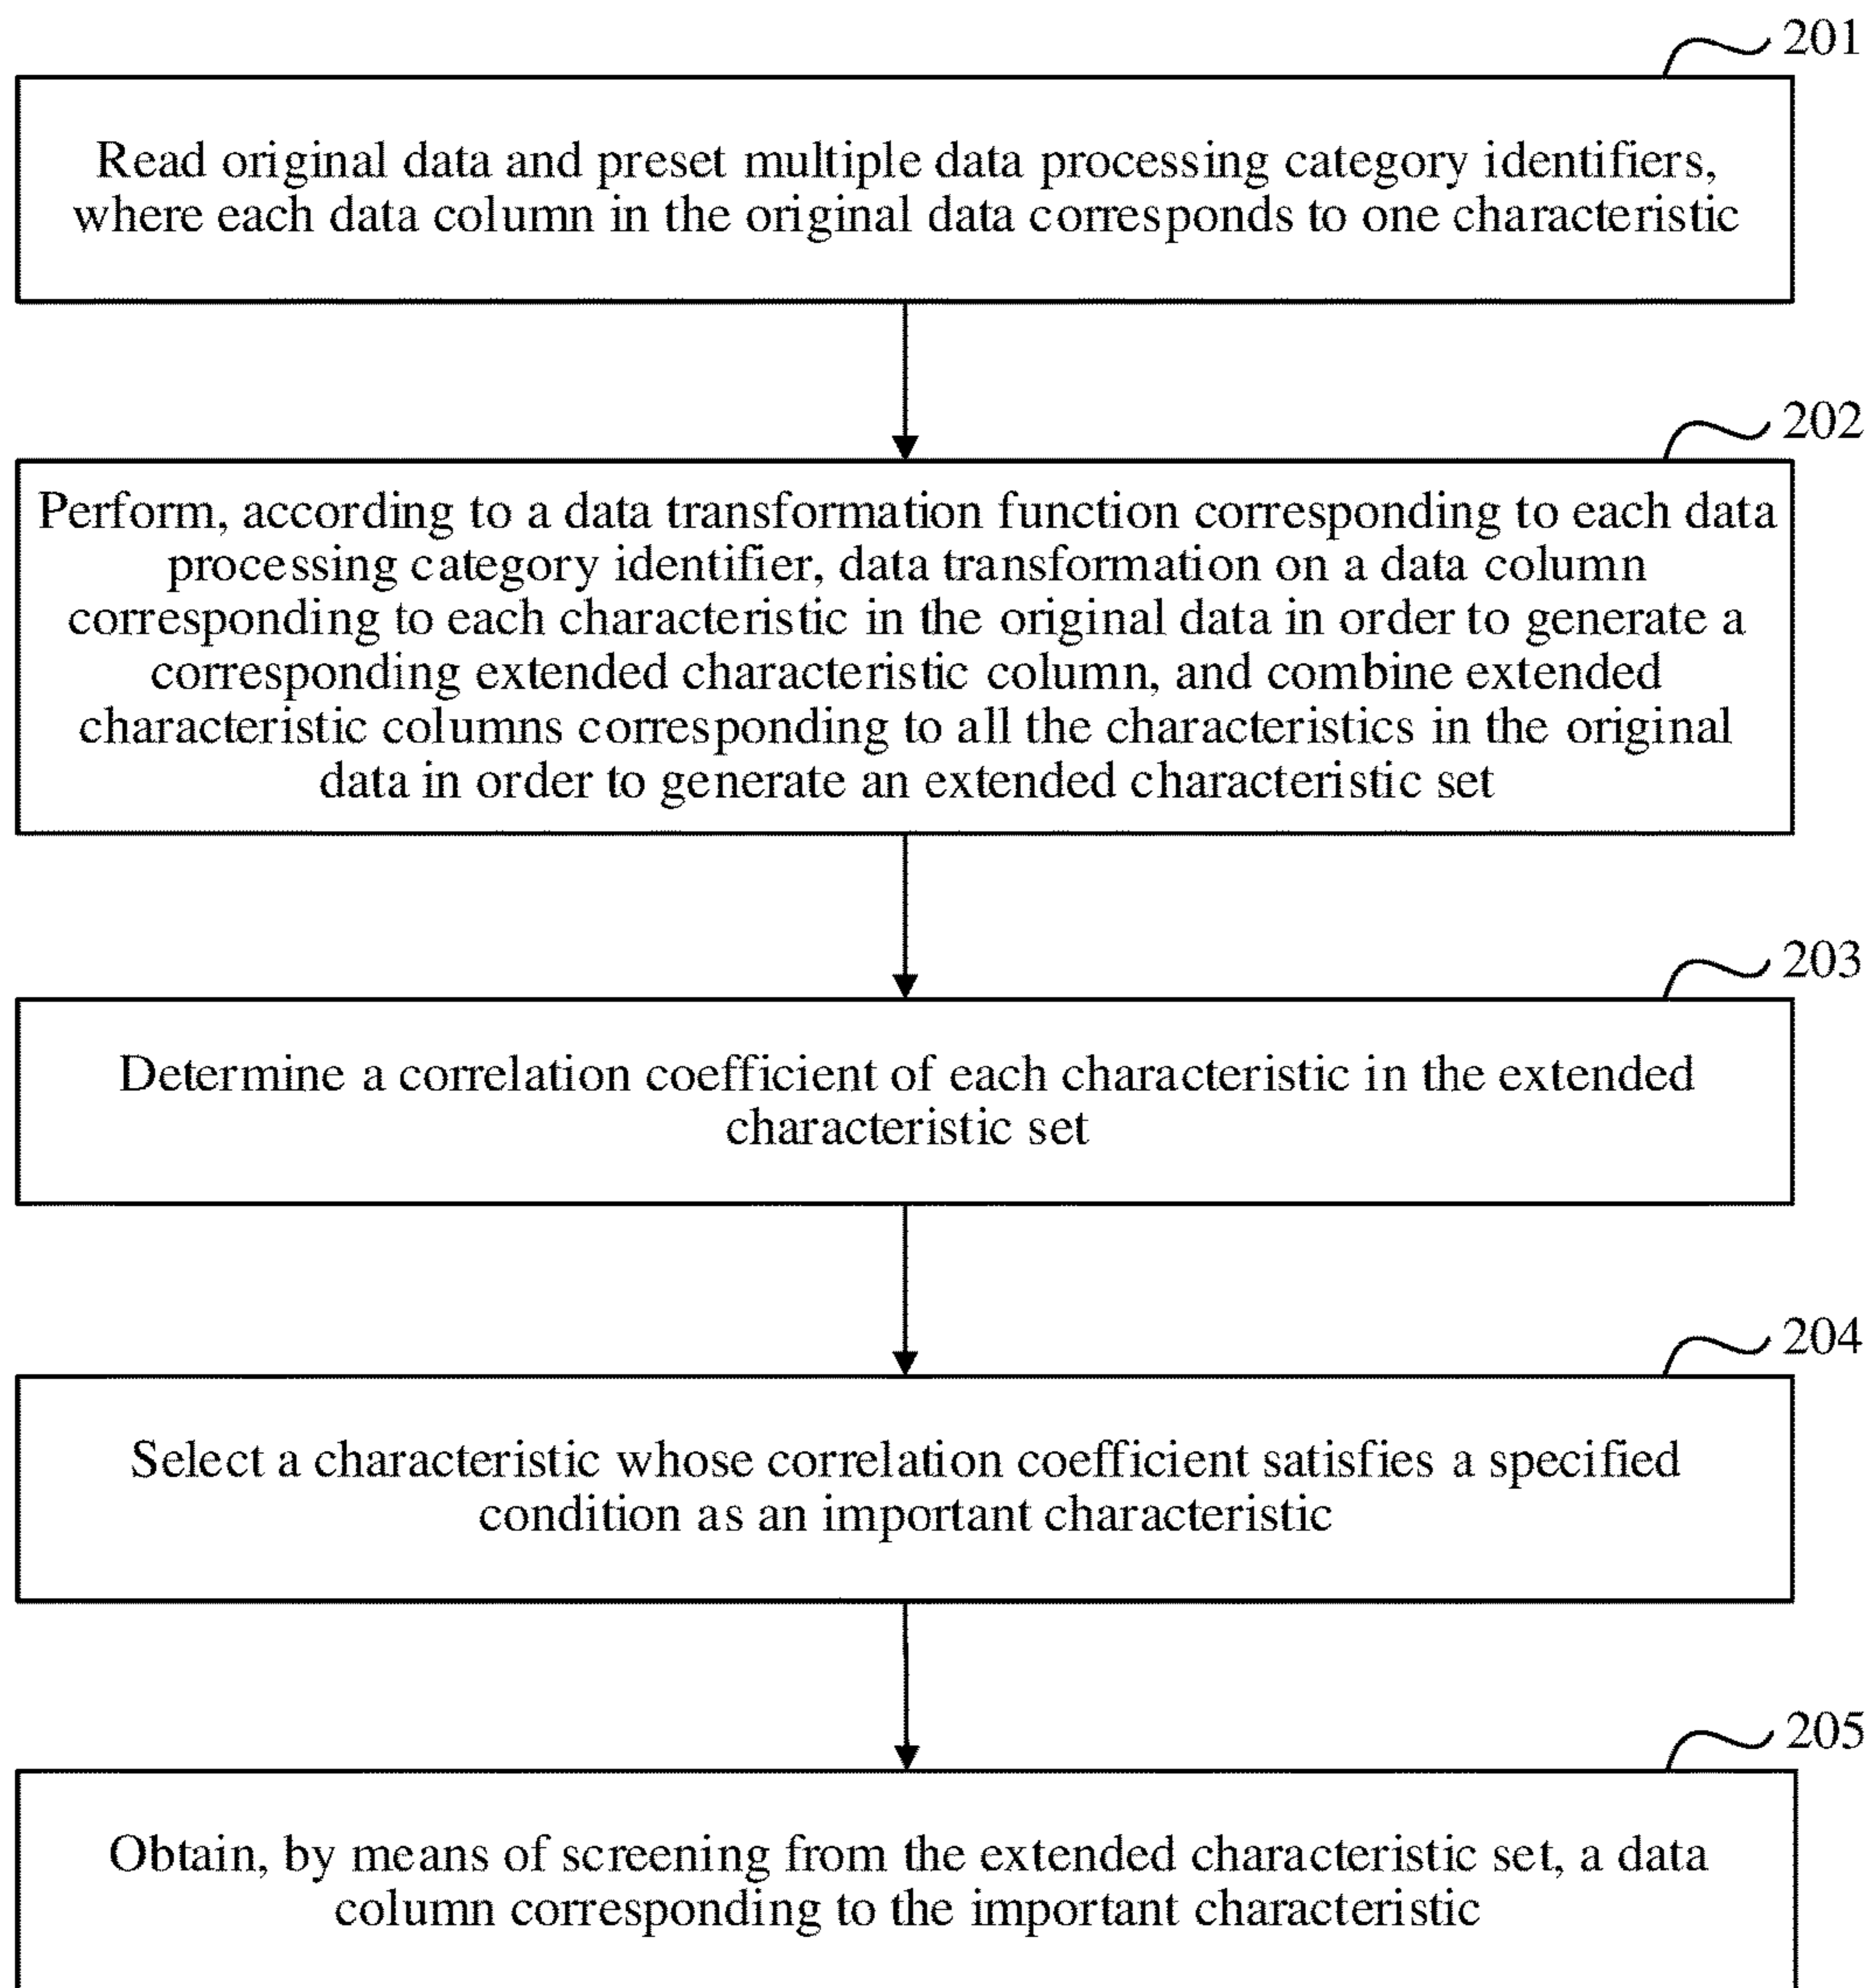 201
Read original data and preset multiple data processing category identifiers,
where each data column in the original data corresponds to one characteristic
202
Perform, according to a data transformation function corresponding to each data
processing category identifier, data transformation on a data column
corresponding to each characteristic in the original data in order to generate a
corresponding extended characteristic column, and combine extended
characteristic columns corresponding to all the characteristics in the original
data in order to generate an extended characteristic set
203
Determine a correlation coefficient of each characteristic in the extended
characteristic set
204
Select a characteristic whose correlation coefficient satisfies a specified
condition as an important characteristic
205
Obtain, by means of screening from the extended characteristic set, a data
column corresponding to the important characteristic